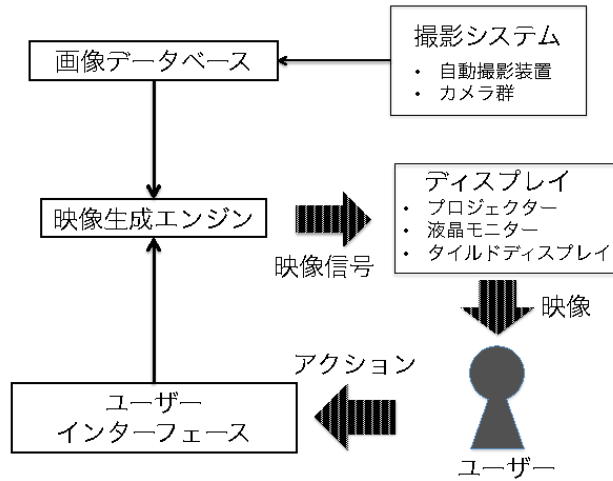 撮影システム
• 自動撮影装置
• カメラ群
画像データベース
映像生成エンジン
映像信号
ディスプレイ
• プロジェクター
• 液晶モニター
• タイルドディスプレイ
映像
アクション
ユーザー
インターフェース
ユーザー